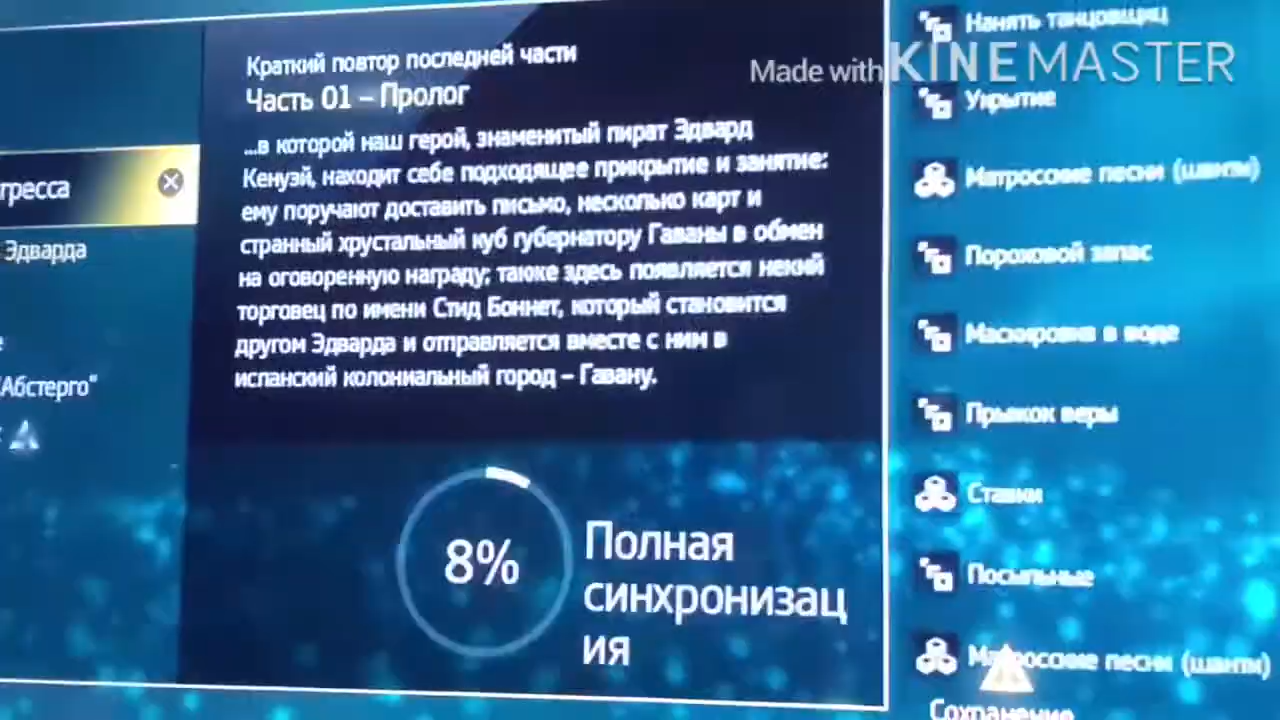 Краткий повтор последней части
Часть 01 – Пролог
...в которой наш герой, знаменитый пират Эдвард
Кенуэй, находит себе подходящее прикрытие и занятие:
ему поручают доставить письмо, несколько карт и
странный хрустальный куб губернатору Гаваны в обмен
на оговоренную награду; также здесь появляется некий
торговец по имени Стид Боннет, который становится
другом Эдварда и отправляется вместе с ним в
испанский колониальный город – Гавану.
8%
Полная
синхронизац
ия
гресса
Эдварда
"Абстерго"
Made with KINEMASTER
Нанять танцовщиц
Укрытие
Матросские песни (шанти)
Пороховой запас
Маскировка в воде
Прыжок веры
Ставки
Посыльные
Матросские песни (шанти)
Сохранение